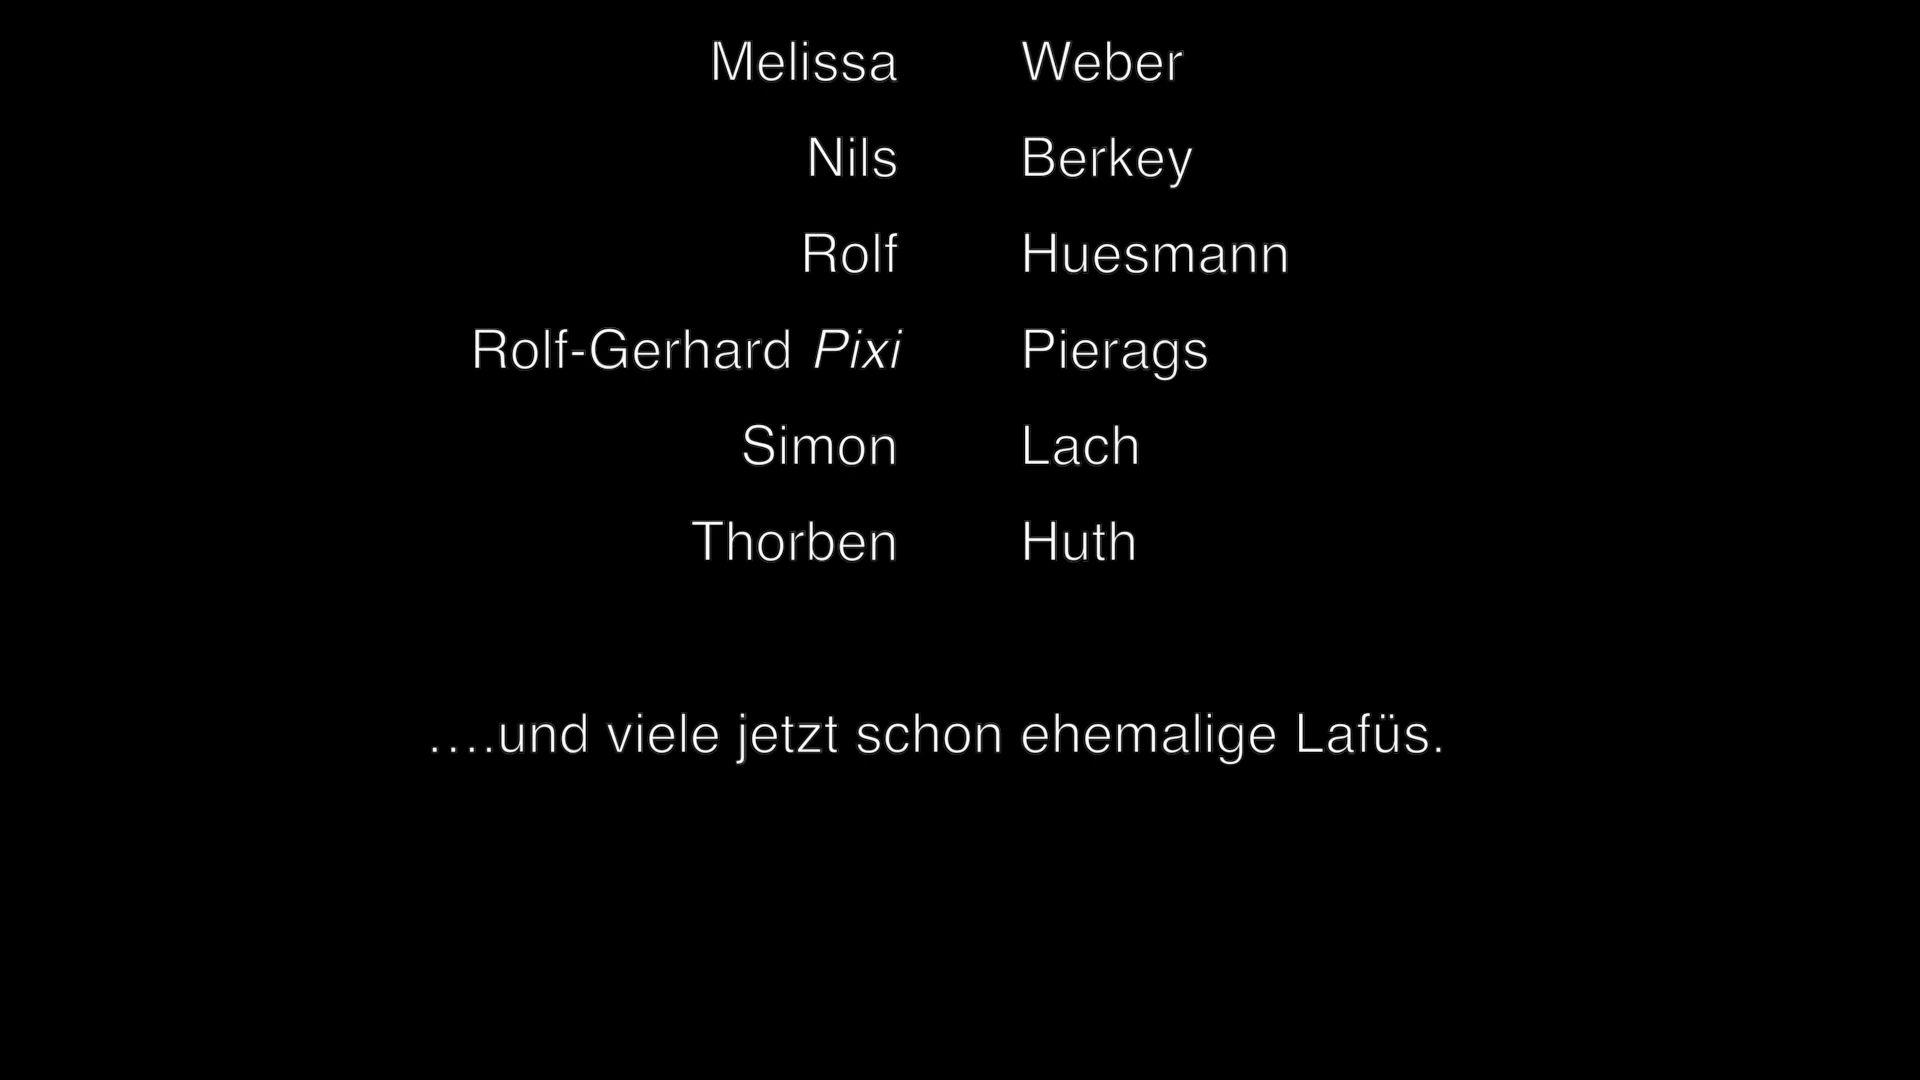 Melissa Weber
Nils Berkey
Rolf Huesmann
Rolf-Gerhard Pixi Pierags
Simon Lach
Thorben Huth
....und viele jetzt schon ehemalige Lafüs.